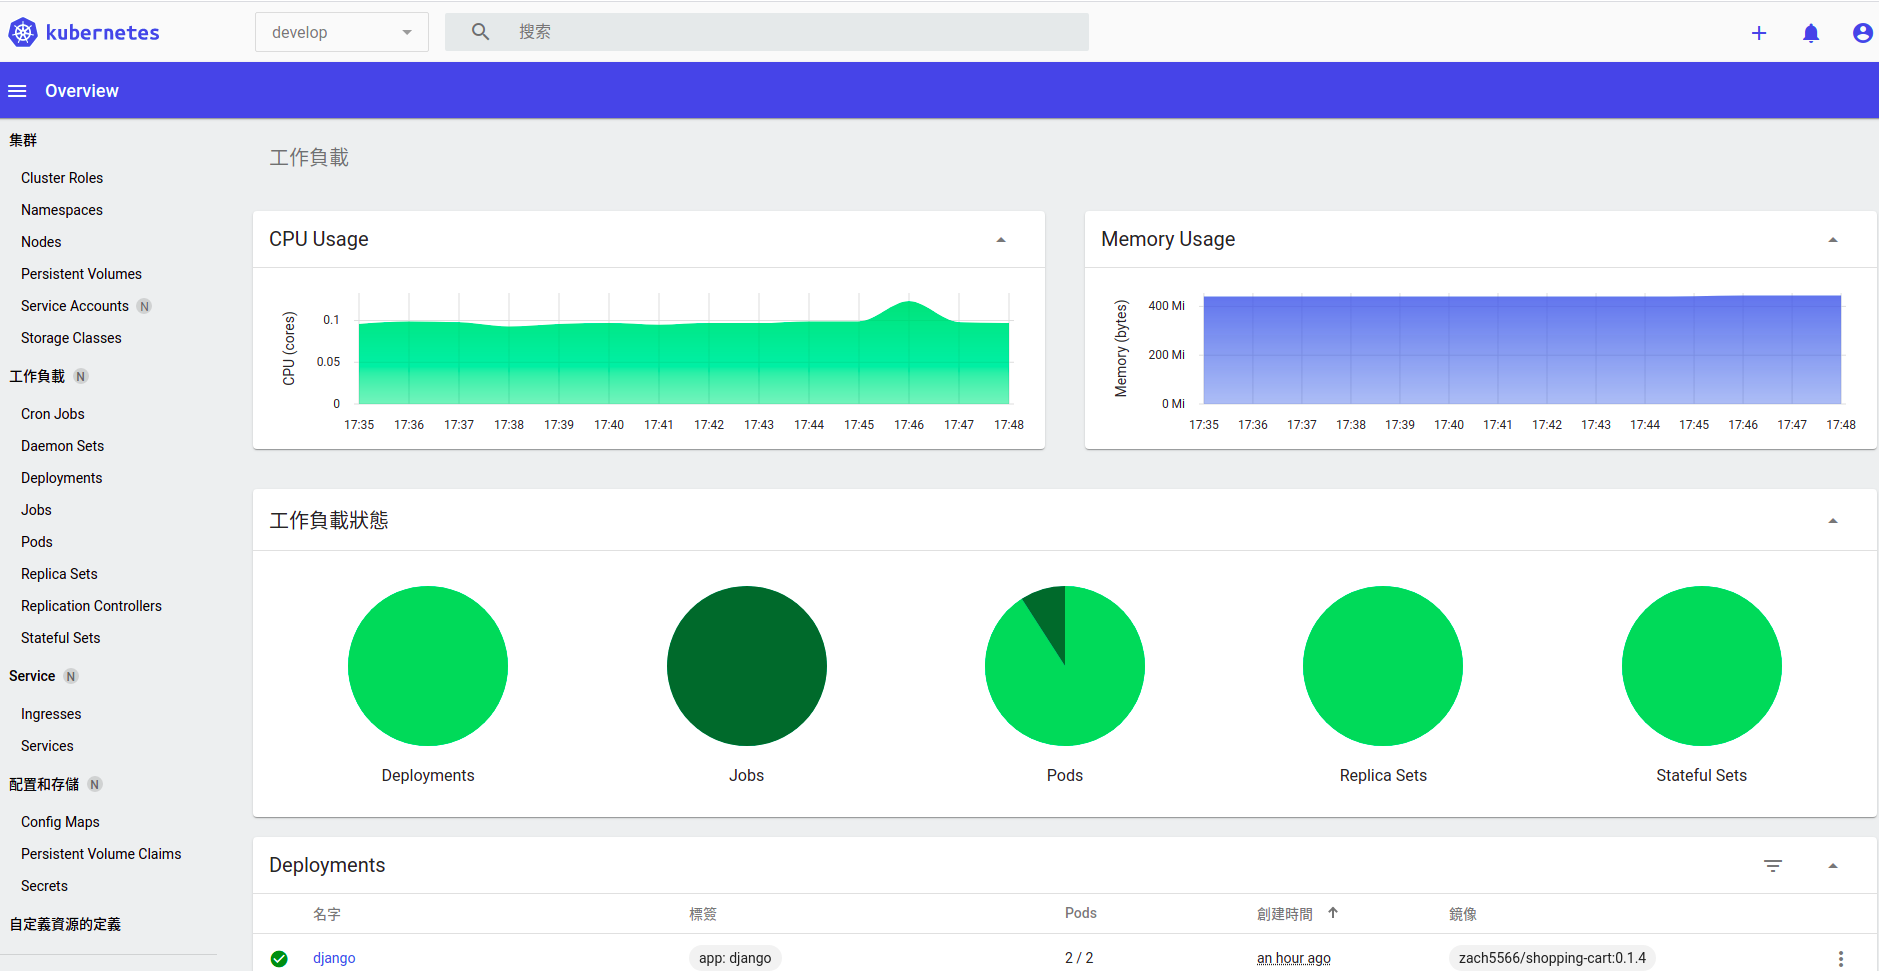 kubernetes
develop
搜索
Overview
集群
Cluster Roles
Namespaces
Nodes
Persistent Volumes
Service Accounts N
Storage Classes
工作負載 N
Cron Jobs
Daemon Sets
Deployments
Jobs
Pods
Replica Sets
Replication Controllers
Stateful Sets
Service N
Ingresses
Services
配置和存儲 N
Config Maps
Persistent Volume Claims
Secrets
自定義資源的定義
工作負載
CPU Usage
CPU (cores)
0.1
0.05
0
17:35 17:36 17:37 17:38 17:39 17:40 17:41 17:42 17:43 17:44 17:45 17:46 17:47 17:48
Memory Usage
Memory (bytes)
400 Mi
200 Mi
0 Mi
17:35 17:36 17:37 17:38 17:39 17:40 17:41 17:42 17:43 17:44 17:45 17:46 17:47 17:48
工作負載狀態
Deployments
Jobs
Pods
Replica Sets
Stateful Sets
Deployments
名字 標簽 Pods 創建時間 鏡像
django app: django 2 / 2 an hour ago zach5566/shopping-cart:0.1.4